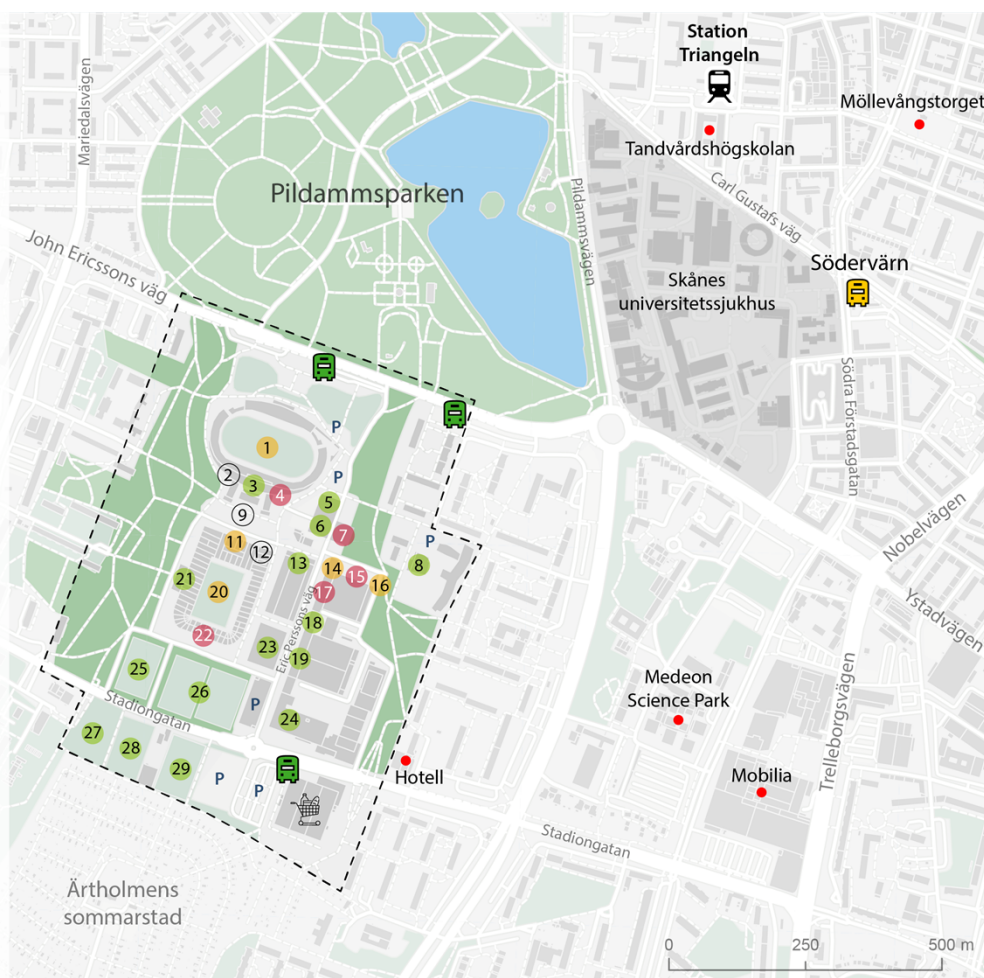 Station
Triangeln
Möllevångstorget
Tandvårdshögskolan
Mariedalsvägen
Pildammsparken
Pildammsvägen
Carl Gustafs väg
John Ericssons väg
Södervärn
Skånes
universitetssjukhus
Södra Förstadsgatan
P
1
P
2
3
4
5
9
6
7
P
11
12
13
14
8
15
16
21
20
17
Nobelvägen
Ystadvägen
18
22
Eric Perssons väg
23
19
25
26
Medeon
Science Park
Trelleborgsvägen
Stadiongatan
P
24
27
28
29
P
P
Hotell
Mobilia
Stadiongatan
Ärtholmens
sommarstad
0
250
500 m